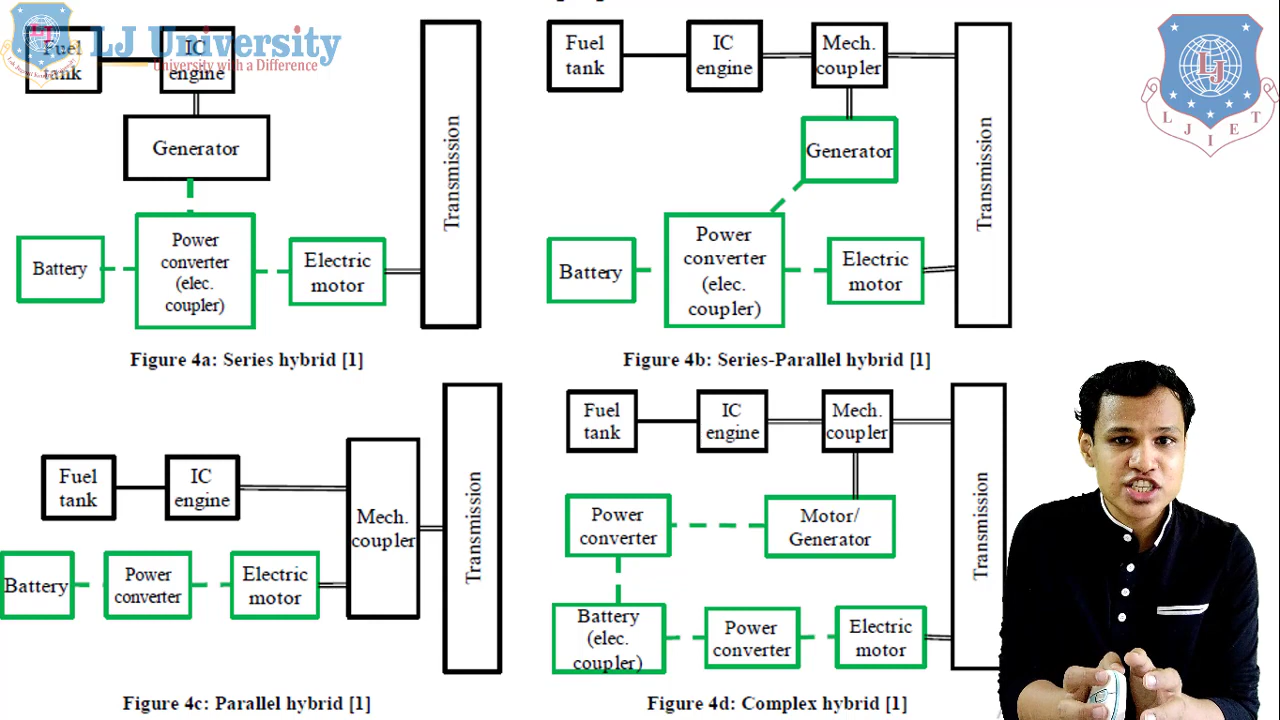 LJ University
University with a Difference
Fuel
tank
IC
engine
Generator
Battery
Power
converter
(elec.
coupler)
Electric
motor
Transmission
Figure 4a: Series hybrid [1]
Fuel
tank
IC
engine
Mech.
coupler
Generator
Battery
Power
converter
(elec.
coupler)
Electric
motor
Transmission
Figure 4b: Series-Parallel hybrid [1]
LJ
L J I E T
Fuel
tank
IC
engine
Battery
Power
converter
Electric
motor
Mech.
coupler
Transmission
Figure 4c: Parallel hybrid [1]
Fuel
tank
IC
engine
Mech.
coupler
Power
converter
Motor/
Generator
Battery
(elec.
coupler)
Power
converter
Electric
motor
Transmission
Figure 4d: Complex hybrid [1]